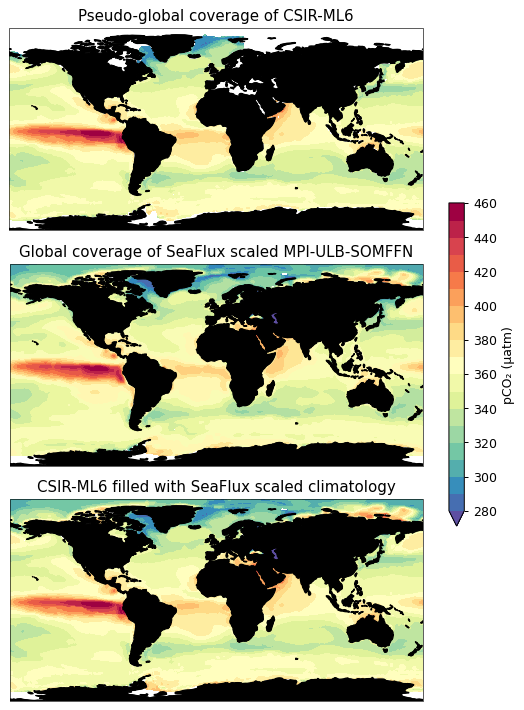 Pseudo-global coverage of CSIR-ML6
Global coverage of SeaFlux scaled MPI-ULB-SOMFFN
CSIR-ML6 filled with SeaFlux scaled climatology
460
440
420
400
380
360
340
320
300
280
pCO₂ (µatm)